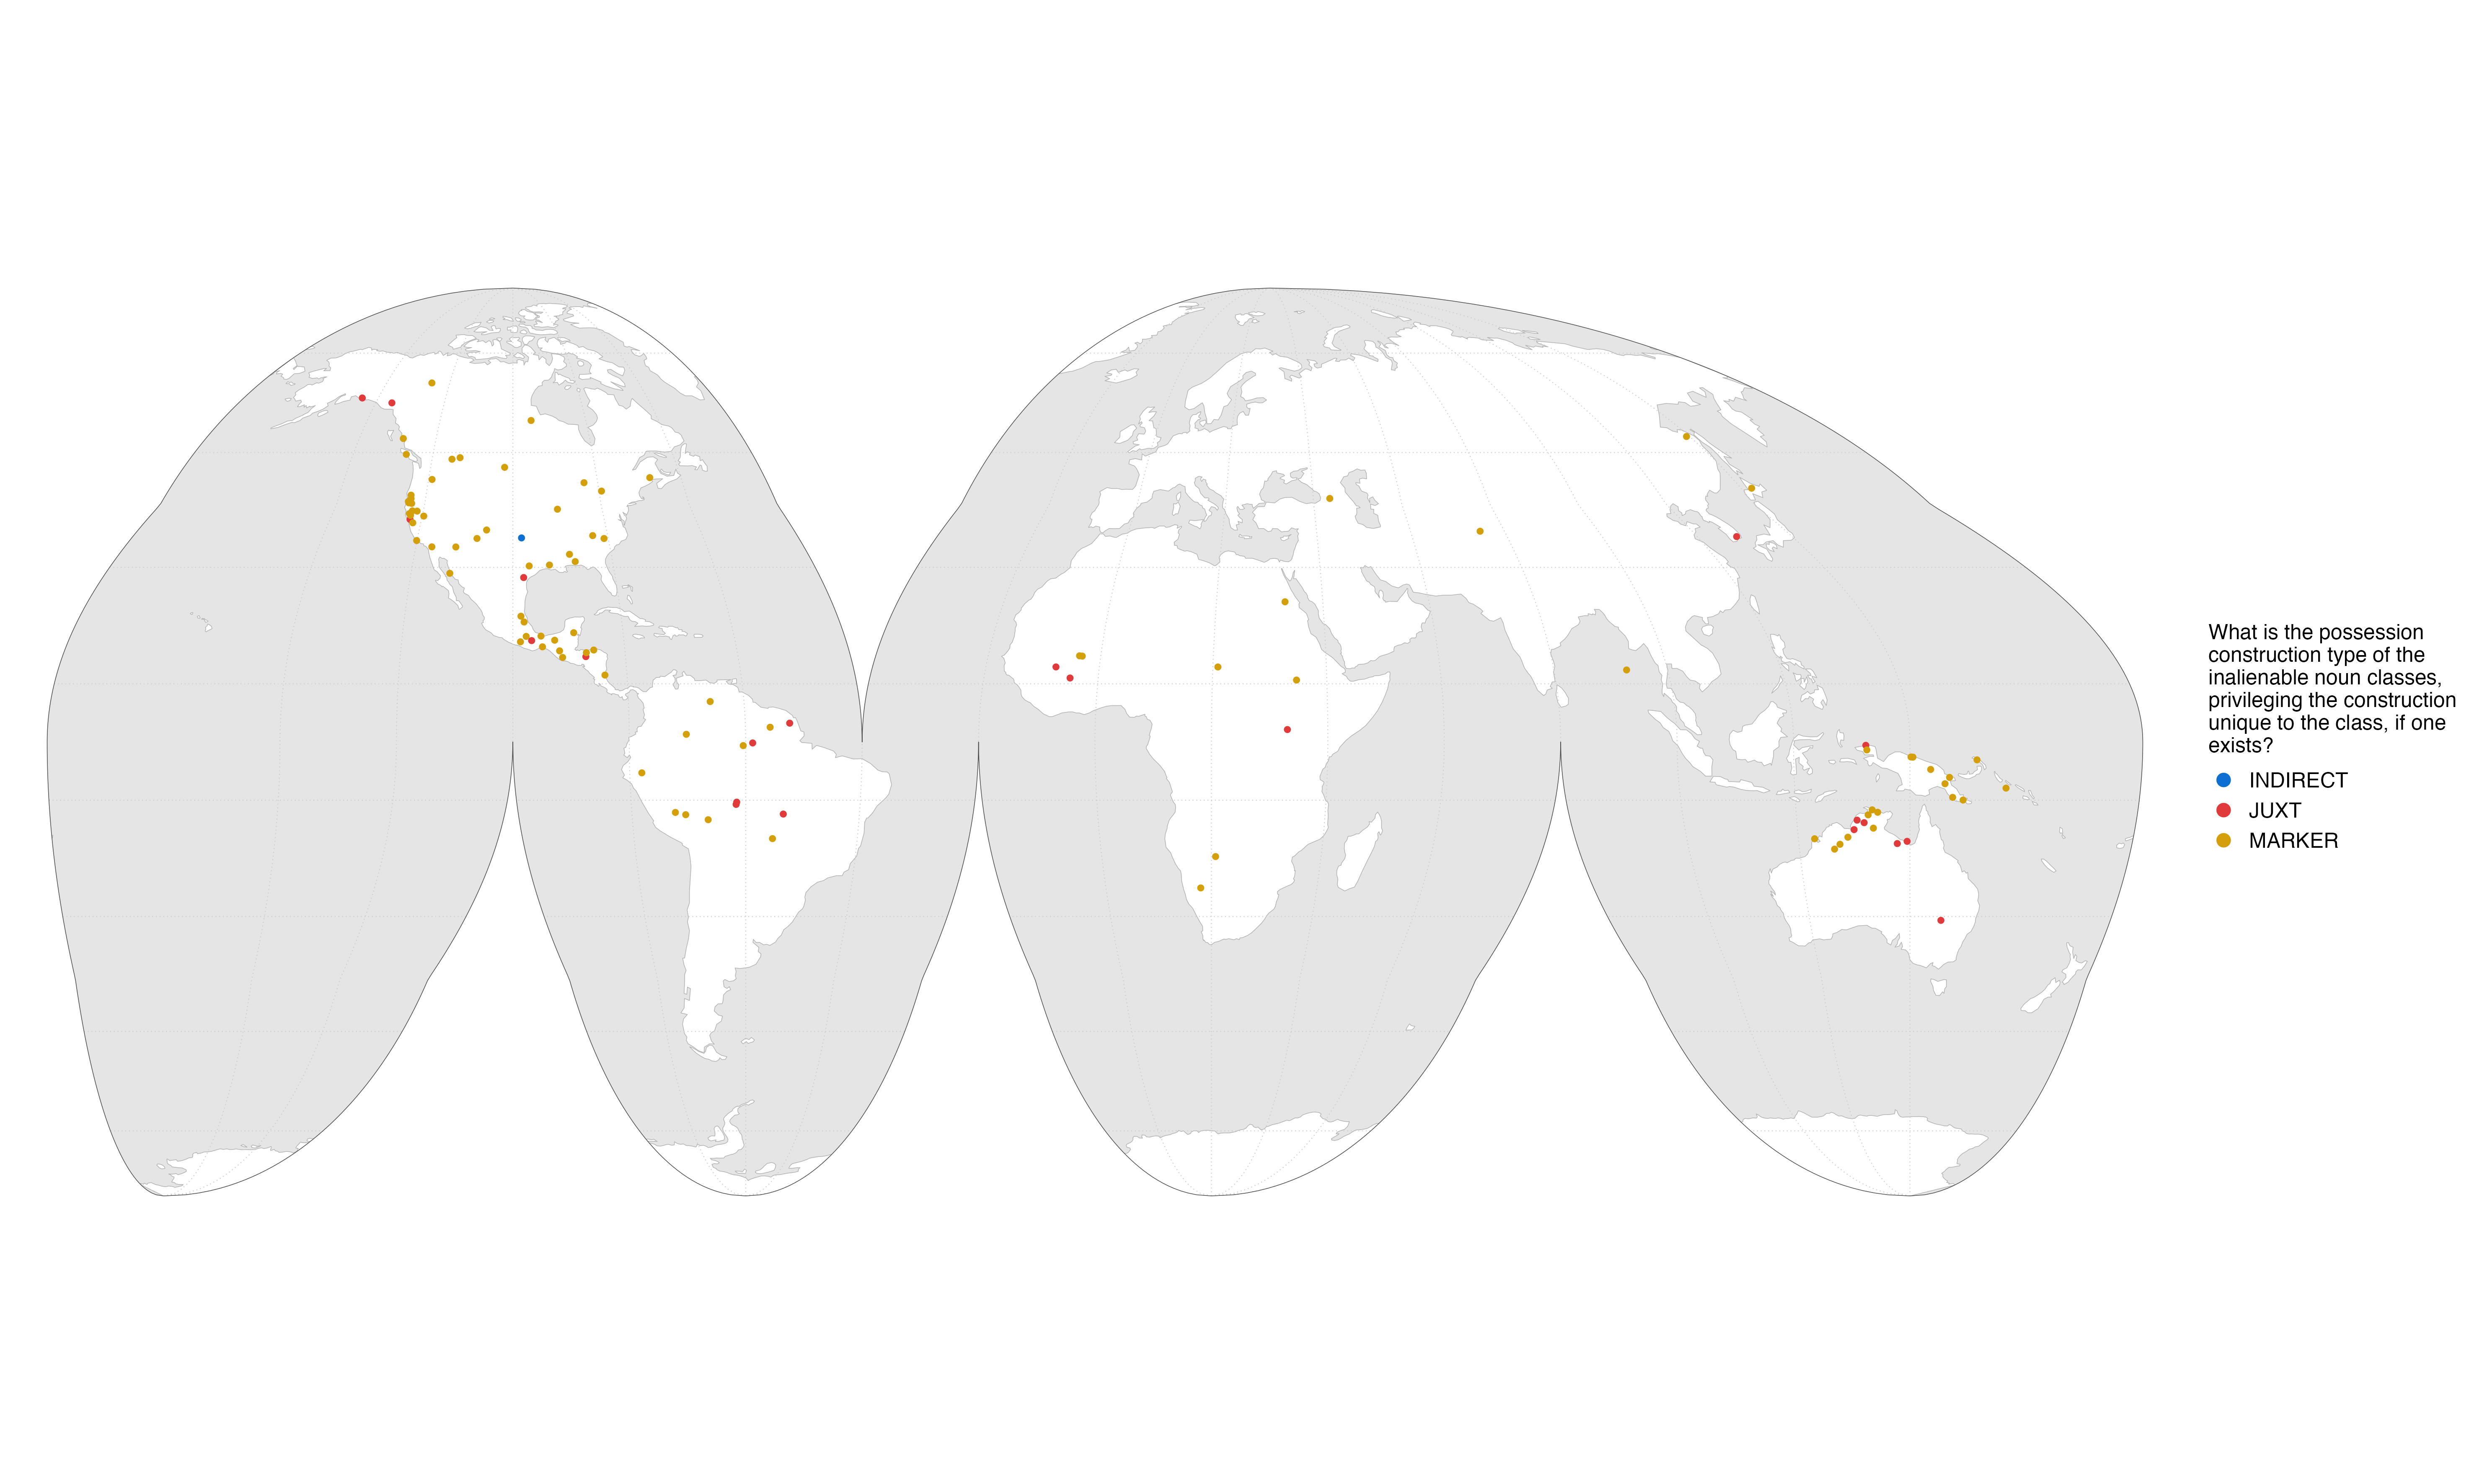 What is the possession
construction type of the
inalienable noun classes,
privileging the construction
unique to the class, if one
exists?
INDIRECT
JUXT
MARKER